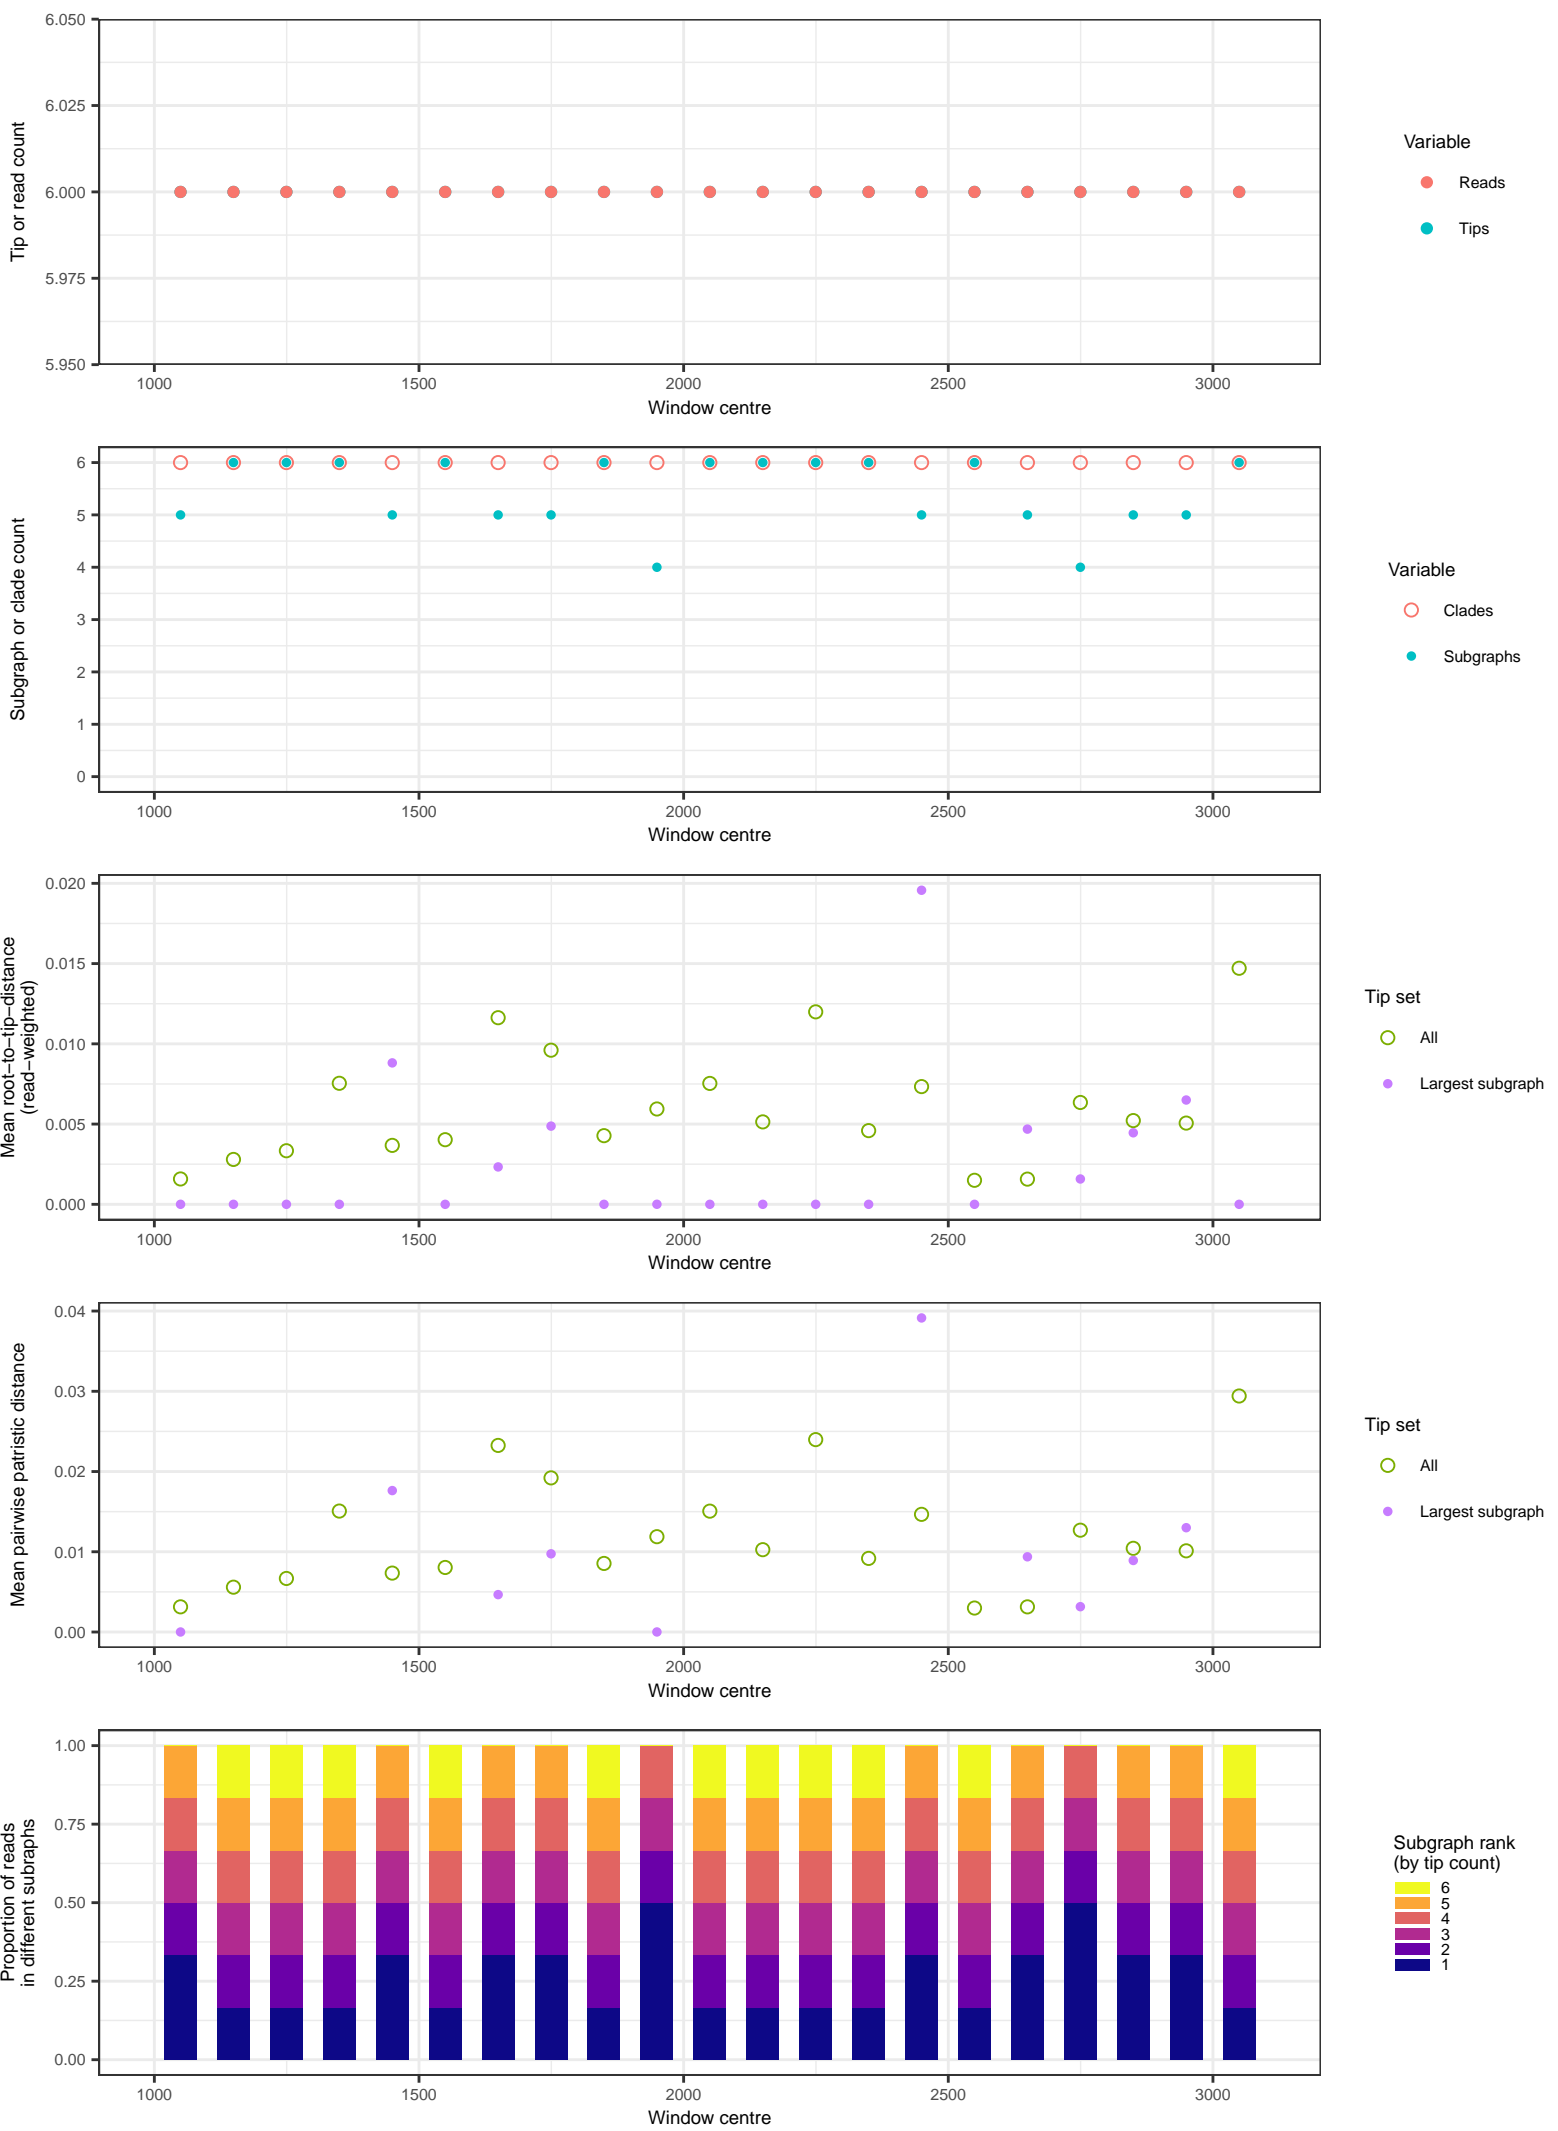 6.050
6.025
6.000
5.975
5.950
Tip or read count
1000 1500 2000 2500 3000
Window centre
Variable
Reads
Tips
6
5
4
3
2
1
0
Subgraph or clade count
1000 1500 2000 2500 3000
Window centre
Variable
Clades
Subgraphs
0.020
0.015
0.010
0.005
0.000
Mean root−to−tip−distance
(read−weighted)
1000 1500 2000 2500 3000
Window centre
Tip set
All
Largest subgraph
0.04
0.03
0.02
0.01
0.00
Mean pairwise patristic distance
1000 1500 2000 2500 3000
Window centre
Tip set
All
Largest subgraph
1.00
0.75
0.50
0.25
0.00
Proportion of reads
in different subraphs
1000 1500 2000 2500 3000
Window centre
Subgraph rank
(by tip count)
6
5
4
3
2
1